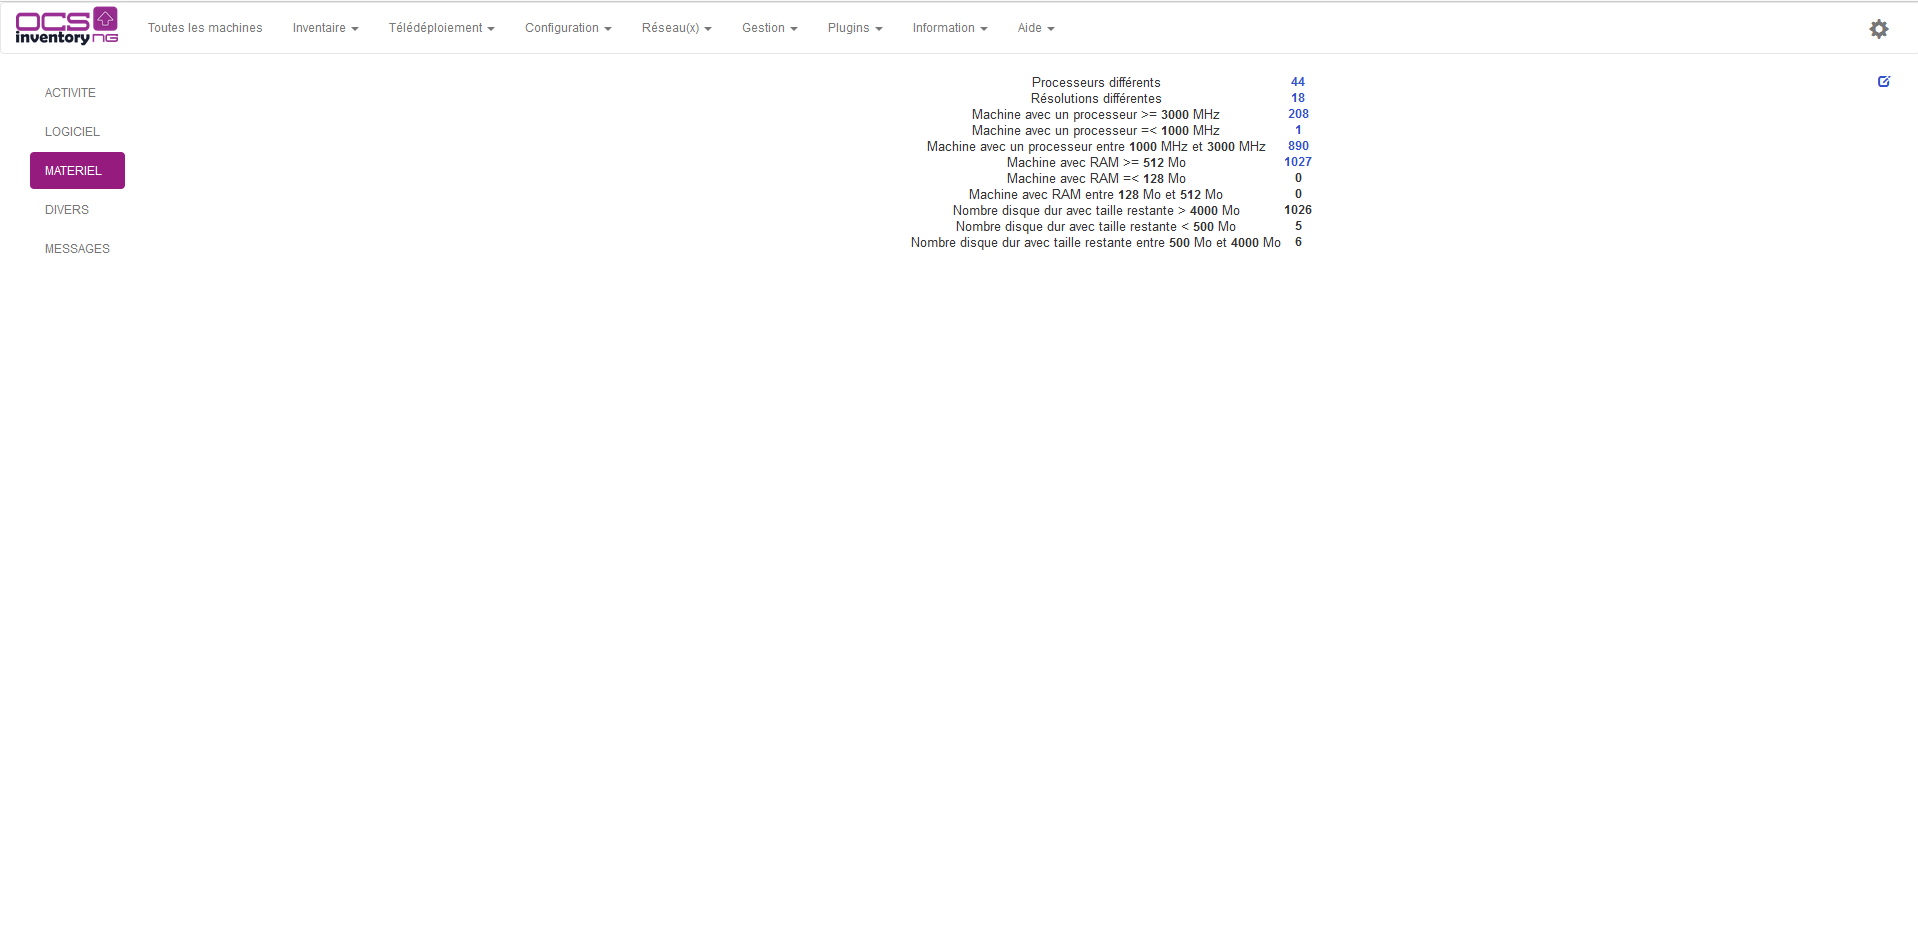 OCS
inventory NG
Toutes les machines Inventaire Télédéploiement Configuration Réseau(x) Gestion Plugins Information Aide
ACTIVITE
LOGICIEL
MATERIEL
DIVERS
MESSAGES
Processeurs différents 44
Résolutions différentes 18
Machine avec un processeur >= 3000 MHz 208
Machine avec un processeur =< 1000 MHz 1
Machine avec un processeur entre 1000 MHz et 3000 MHz 890
Machine avec RAM >= 512 Mo 1027
Machine avec RAM =< 128 Mo 0
Machine avec RAM entre 128 Mo et 512 Mo 0
Nombre disque dur avec taille restante > 4000 Mo 1026
Nombre disque dur avec taille restante < 500 Mo 5
Nombre disque dur avec taille restante entre 500 Mo et 4000 Mo 6